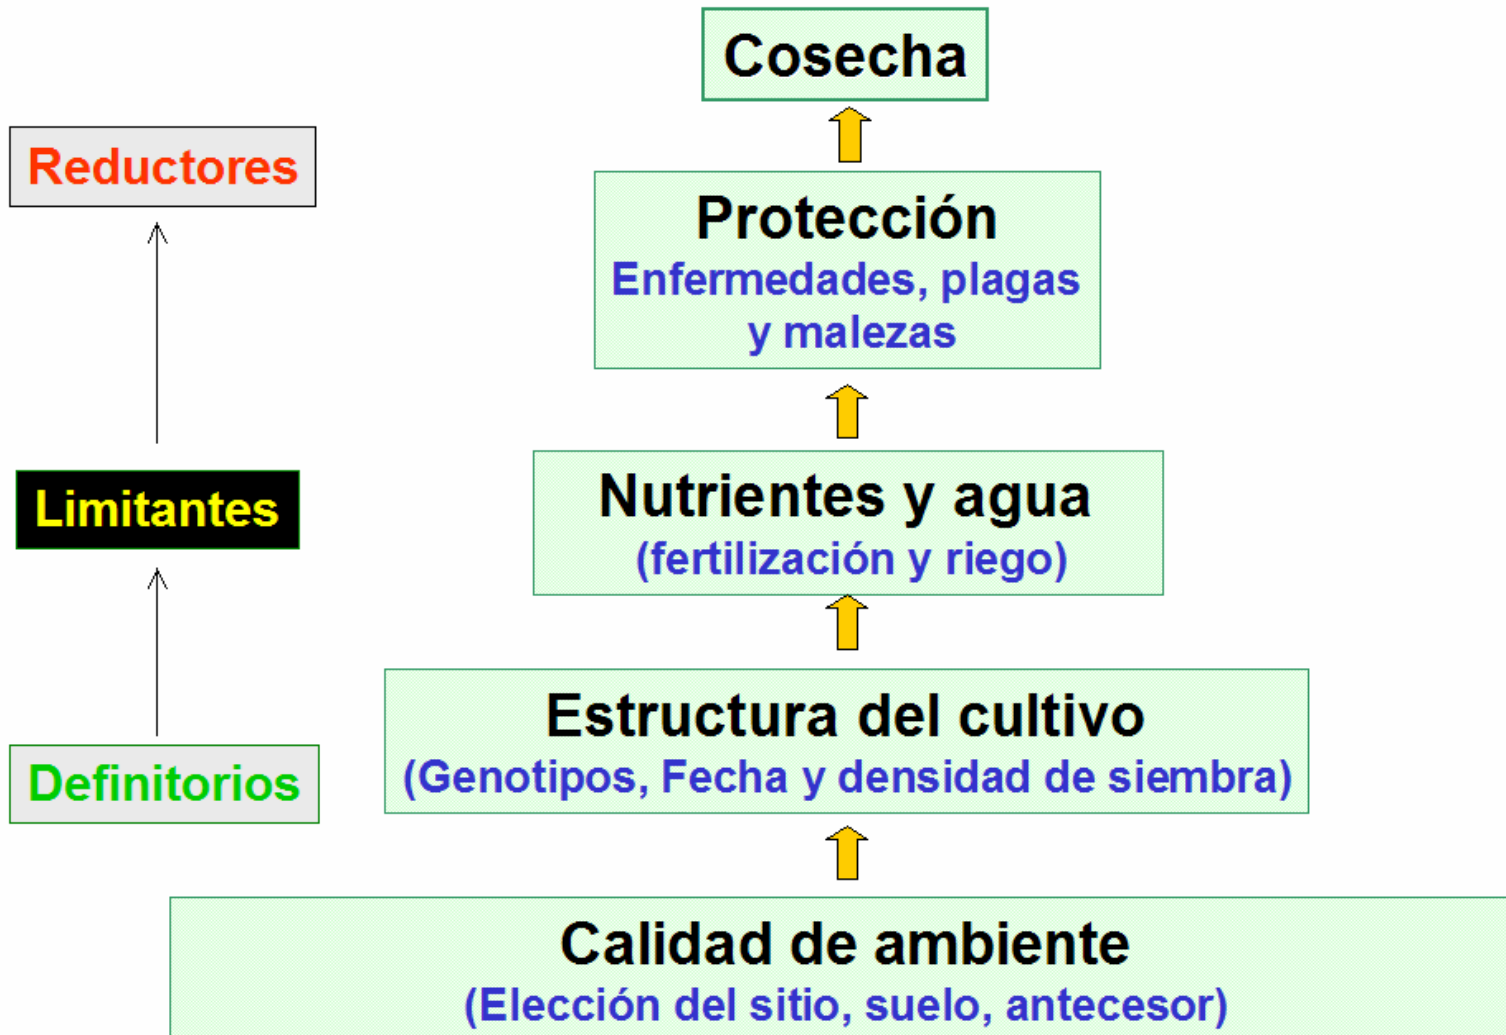 Cosecha
Reductores
Protección
Enfermedades, plagas
y malezas
Limitantes
Nutrientes y agua
(fertilización y riego)
Definitorios
Estructura del cultivo
(Genotipos, Fecha y densidad de siembra)
Calidad de ambiente
(Elección del sitio, suelo, antecesor)